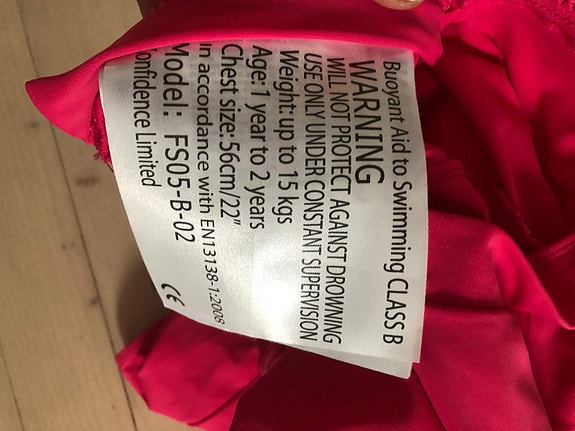 Buoyant Aid to Swimming CLASS B
WARNING
WILL NOT PROTECT AGAINST DROWNING
USE ONLY UNDER CONSTANT SUPERVISION
Weight: up to 15 kgs
Age: 1 year to 2 years
Chest size: 56cm/22"
in accordance with EN13138-1:2008
Model: FS05-B-02
onfidence Limited
CE